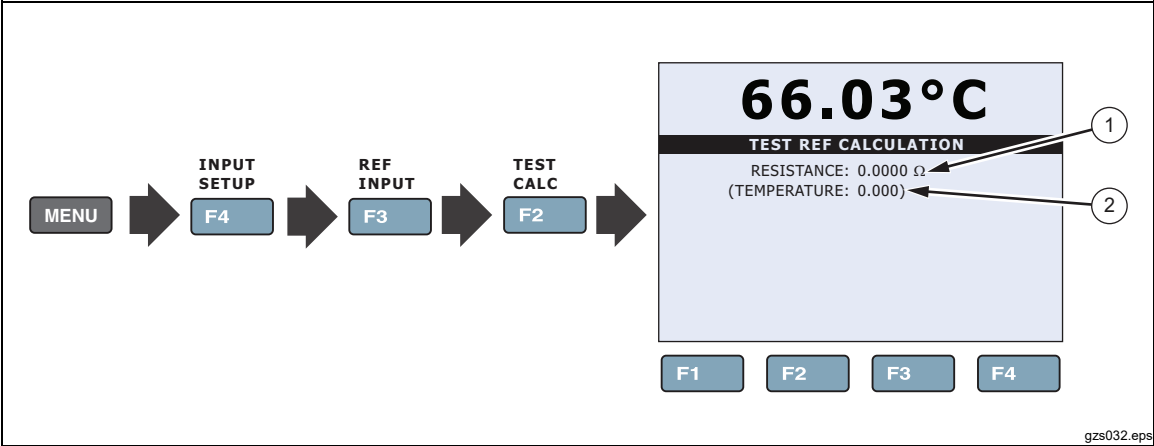 MENU
INPUT
SETUP
F4
REF
INPUT
F3
TEST
CALC
F2
66.03°C
TEST REF CALCULATION
RESISTANCE: 0.0000 Ω
(TEMPERATURE: 0.000)
1
2
F1
F2
F3
F4
gzs032.eps